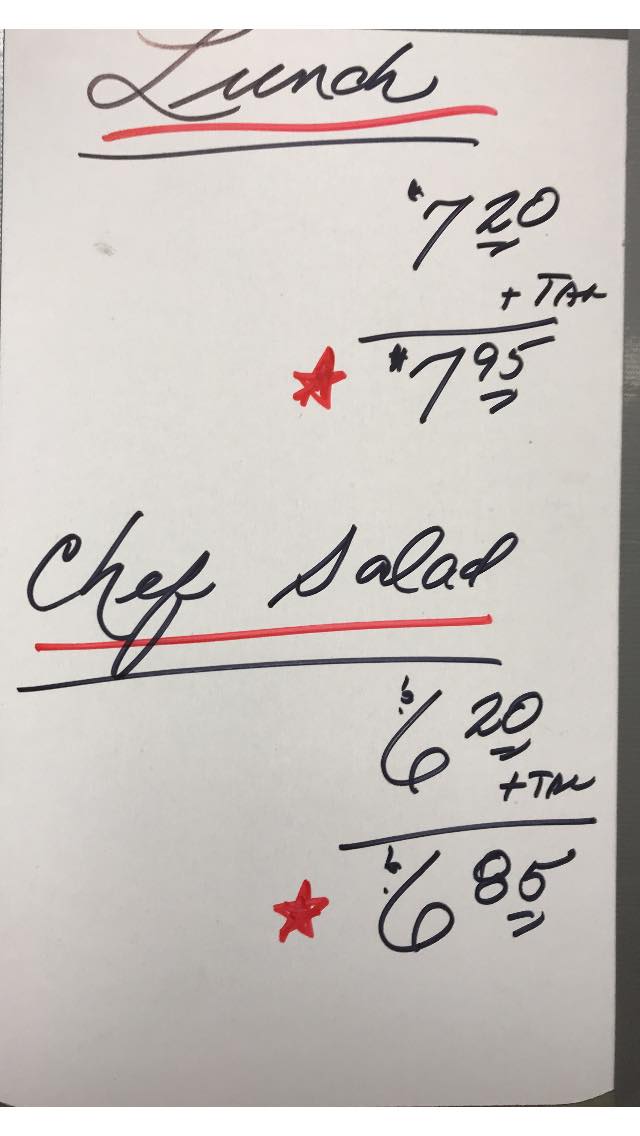 Lunch
$7 20
+ TAX
$7 95
Chef Salad
$6 20
+ TAX
$6 85